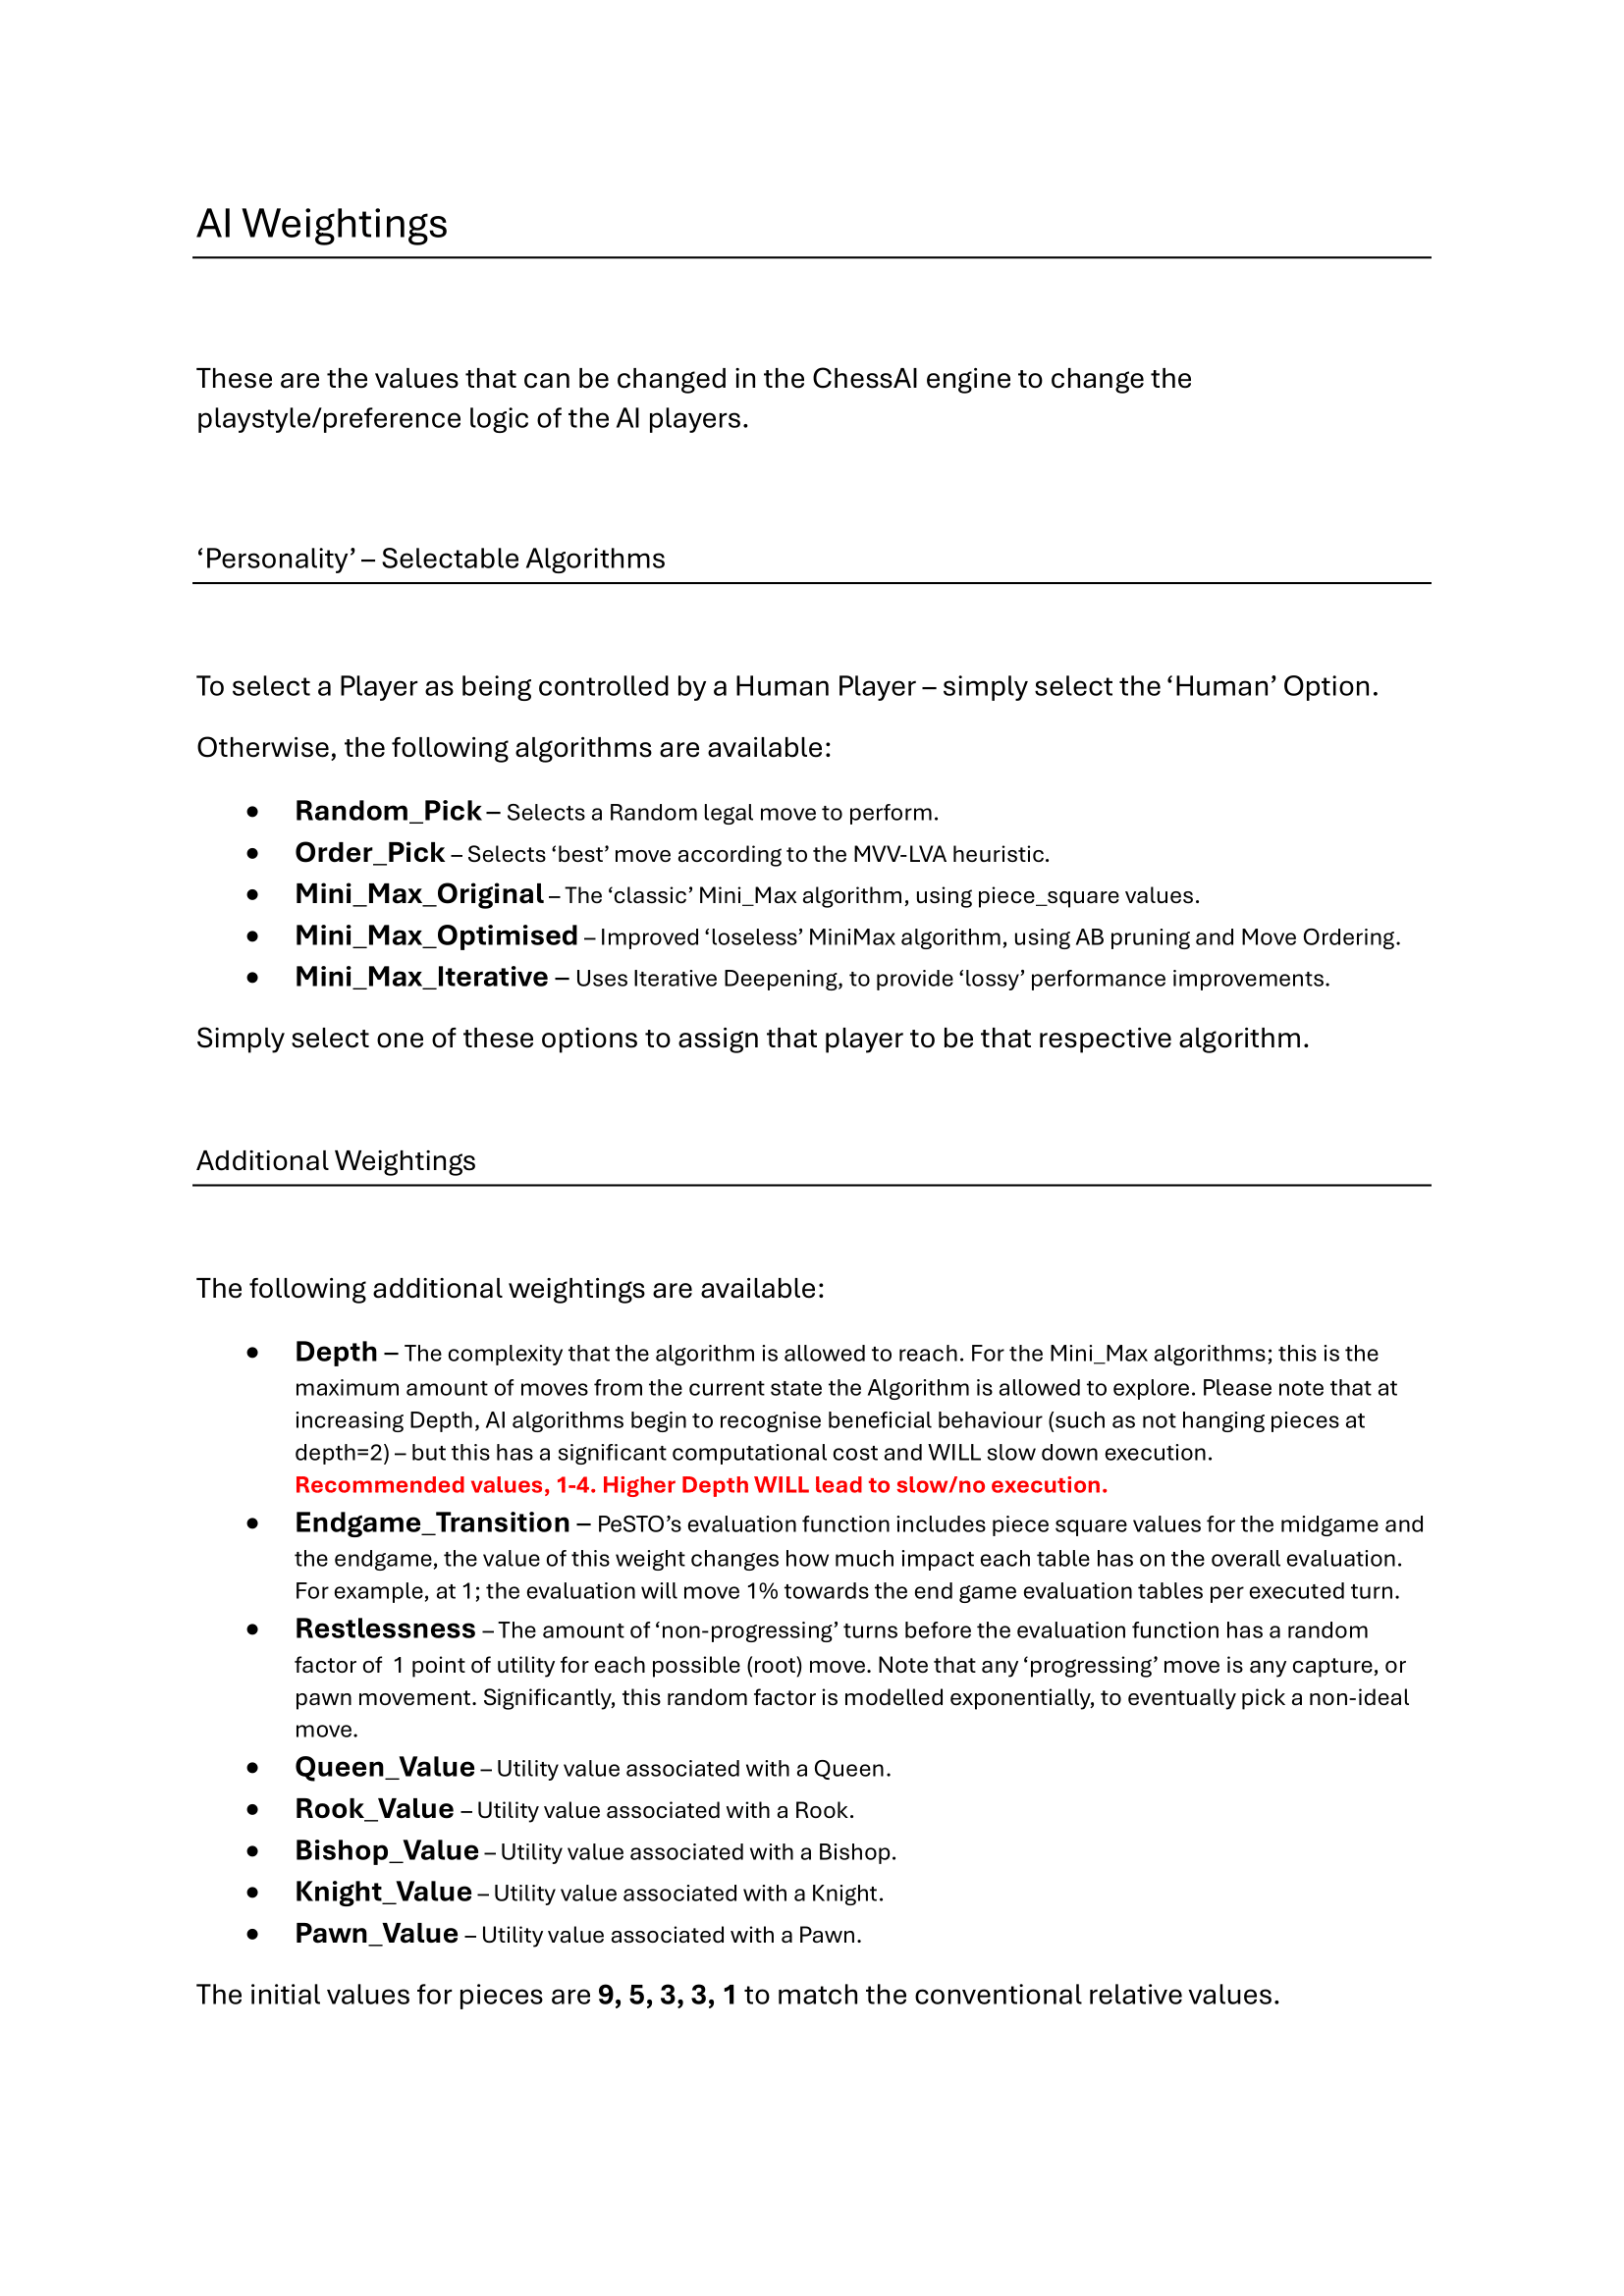 AI Weightings
These are the values that can be changed in the ChessAI engine to change the
playstyle/preference logic of the AI players.
‘Personality’ – Selectable Algorithms
To select a Player as being controlled by a Human Player – simply select the ‘Human’ Option.
Otherwise, the following algorithms are available:
• Random_Pick – Selects a Random legal move to perform.
• Order_Pick – Selects ‘best’ move according to the MVV-LVA heuristic.
• Mini_Max_Original – The ‘classic’ Mini_Max algorithm, using piece_square values.
• Mini_Max_Optimised – Improved ‘loseless’ MiniMax algorithm, using AB pruning and Move Ordering.
• Mini_Max_Iterative – Uses Iterative Deepening, to provide ‘lossy’ performance improvements.
Simply select one of these options to assign that player to be that respective algorithm.
Additional Weightings
The following additional weightings are available:
• Depth – The complexity that the algorithm is allowed to reach. For the Mini_Max algorithms; this is the
maximum amount of moves from the current state the Algorithm is allowed to explore. Please note that at
increasing Depth, AI algorithms begin to recognise beneficial behaviour (such as not hanging pieces at
depth=2) – but this has a significant computational cost and WILL slow down execution.
Recommended values, 1-4. Higher Depth WILL lead to slow/no execution.
• Endgame_Transition – PeSTO’s evaluation function includes piece square values for the midgame and
the endgame, the value of this weight changes how much impact each table has on the overall evaluation.
For example, at 1; the evaluation will move 1% towards the end game evaluation tables per executed turn.
• Restlessness – The amount of ‘non-progressing’ turns before the evaluation function has a random
factor of  1 point of utility for each possible (root) move. Note that any ‘progressing’ move is any capture, or
pawn movement. Significantly, this random factor is modelled exponentially, to eventually pick a non-ideal
move.
• Queen_Value – Utility value associated with a Queen.
• Rook_Value – Utility value associated with a Rook.
• Bishop_Value – Utility value associated with a Bishop.
• Knight_Value – Utility value associated with a Knight.
• Pawn_Value – Utility value associated with a Pawn.
The initial values for pieces are 9, 5, 3, 3, 1 to match the conventional relative values.